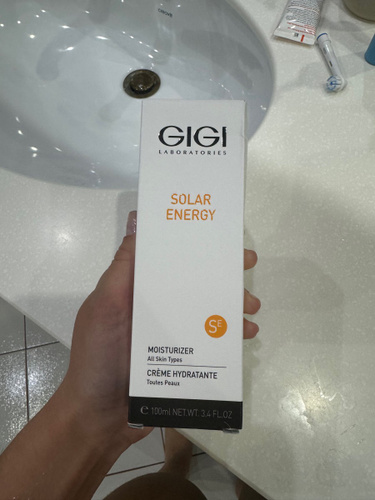 GIGI
LABORATORIES
SOLAR
ENERGY
SE
MOISTURIZER
All Skin Types
CRÈME HYDRATANTE
Toutes Peaux
e 100ml NET.WT. 3.4 FL.OZ